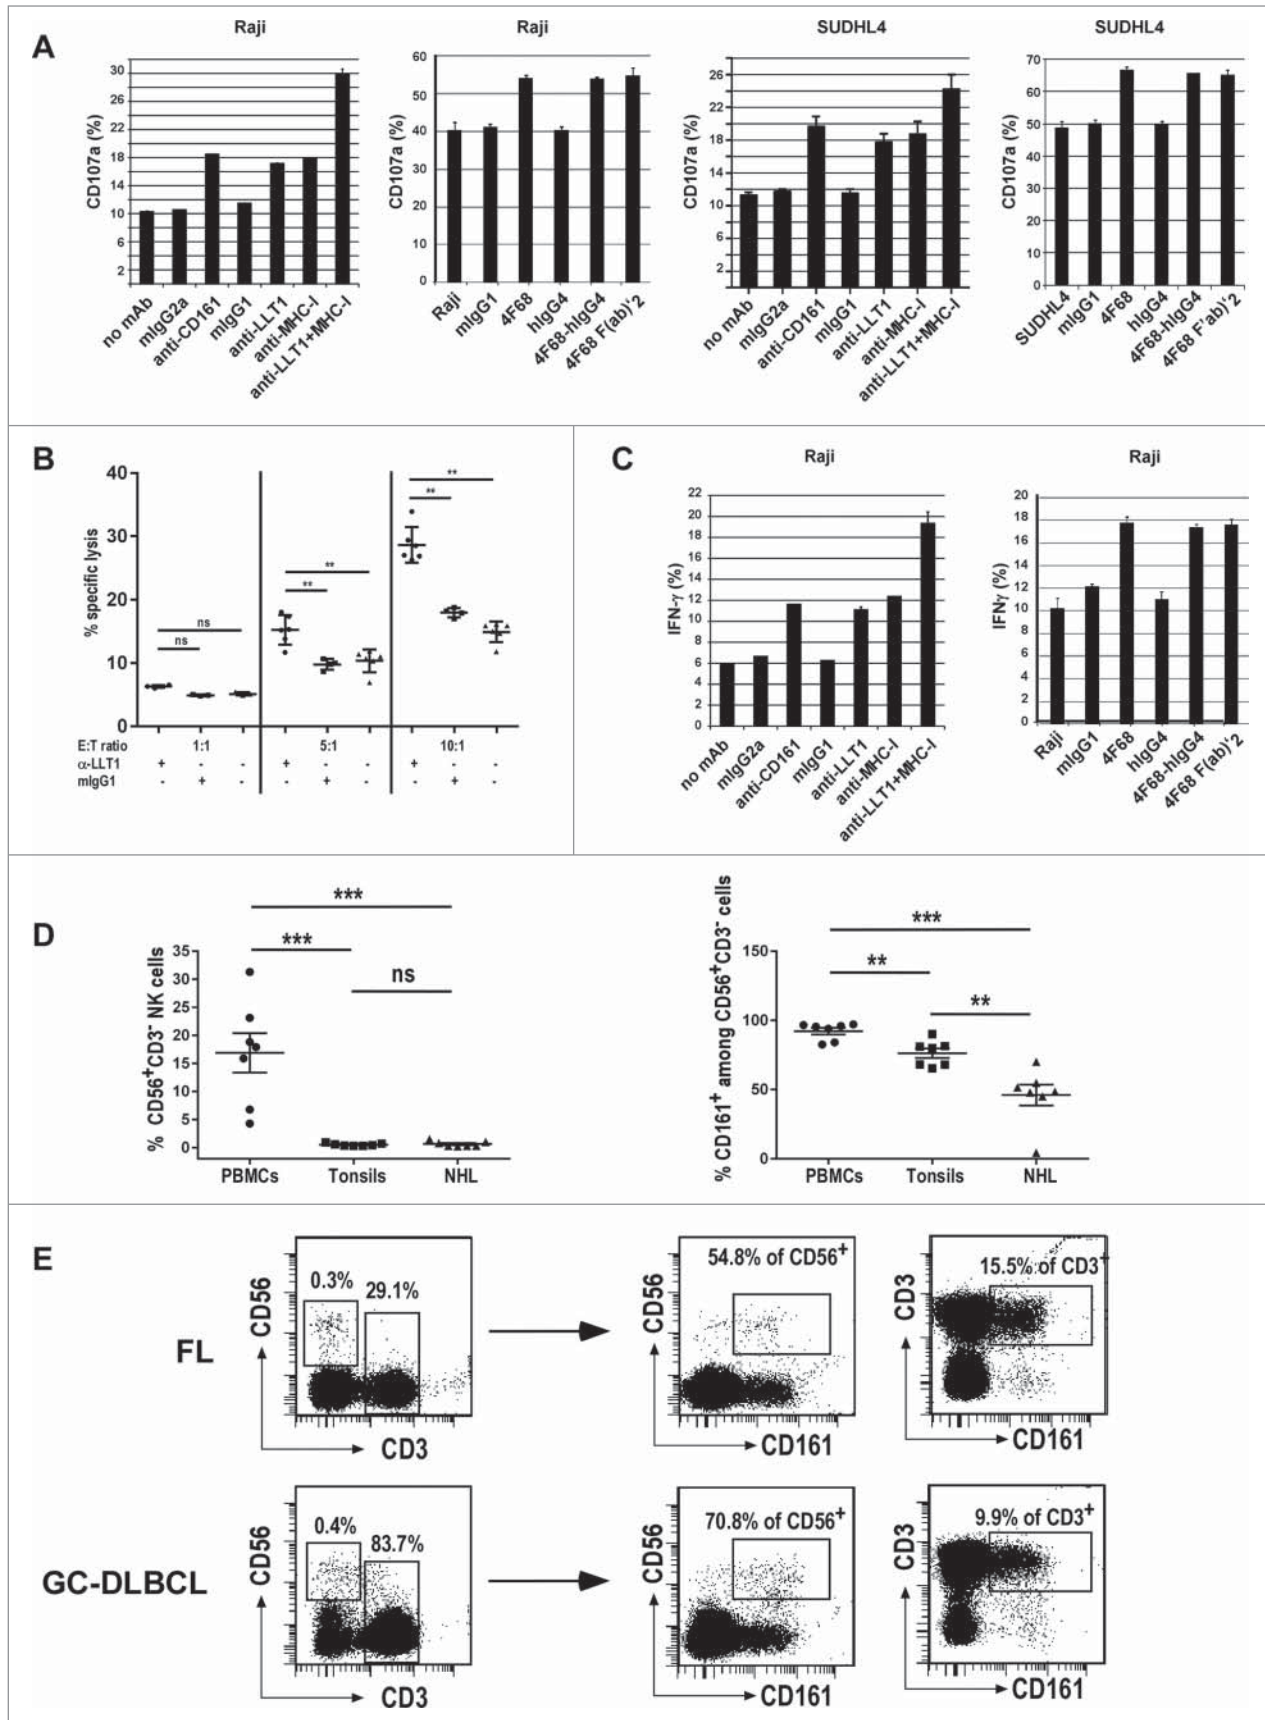 A
Raji
CD107a (%)
30
26
22
18
14
10
6
2
no mAb
mIgG2a
anti-CD161
mIgG1
anti-LLT1
anti-MHC-I
anti-LLT1+MHC-I
Raji
CD107a (%)
60
50
40
30
20
10
0
Raji
mIgG1
4F68
hIgG4
4F68-hIgG4
4F68 F(ab)'2
SUDHL4
CD107a (%)
26
22
18
14
10
6
2
no mAb
mIgG2a
anti-CD161
mIgG1
anti-LLT1
anti-MHC-I
anti-LLT1+MHC-I
SUDHL4
CD107a (%)
70
60
50
40
30
20
10
0
SUDHL4
mIgG1
4F68
hIgG4
4F68-hIgG4
4F68 F'ab)'2
B
% specific lysis
40
30
20
10
0
ns
ns
**
**
**
**
E:T ratio 1:1 5:1 10:1
α-LLT1 + - - + - - + - -
mIgG1 - + - - + - - + -
C
Raji
IFN-γ (%)
22
20
18
16
14
12
10
8
6
4
2
0
no mAb
mIgG2a
anti-CD161
mIgG1
anti-LLT1
anti-MHC-I
anti-LLT1+MHC-I
Raji
IFNγ (%)
20
18
16
14
12
10
8
6
4
2
0
Raji
mIgG1
4F68
hIgG4
4F68-hIgG4
4F68 F(ab)'2
D
% CD56+CD3- NK cells
***
***
ns
35
30
25
20
15
10
5
0
PBMCs Tonsils NHL
% CD161+ among CD56+CD3- cells
***
**
**
150
100
50
0
PBMCs Tonsils NHL
E
FL
CD56
0.3%
29.1%
CD3
CD56
54.8% of CD56+
CD161
CD3
15.5% of CD3+
CD161
GC-DLBCL
CD56
0.4%
83.7%
CD3
CD56
70.8% of CD56+
CD161
CD3
9.9% of CD3+
CD161